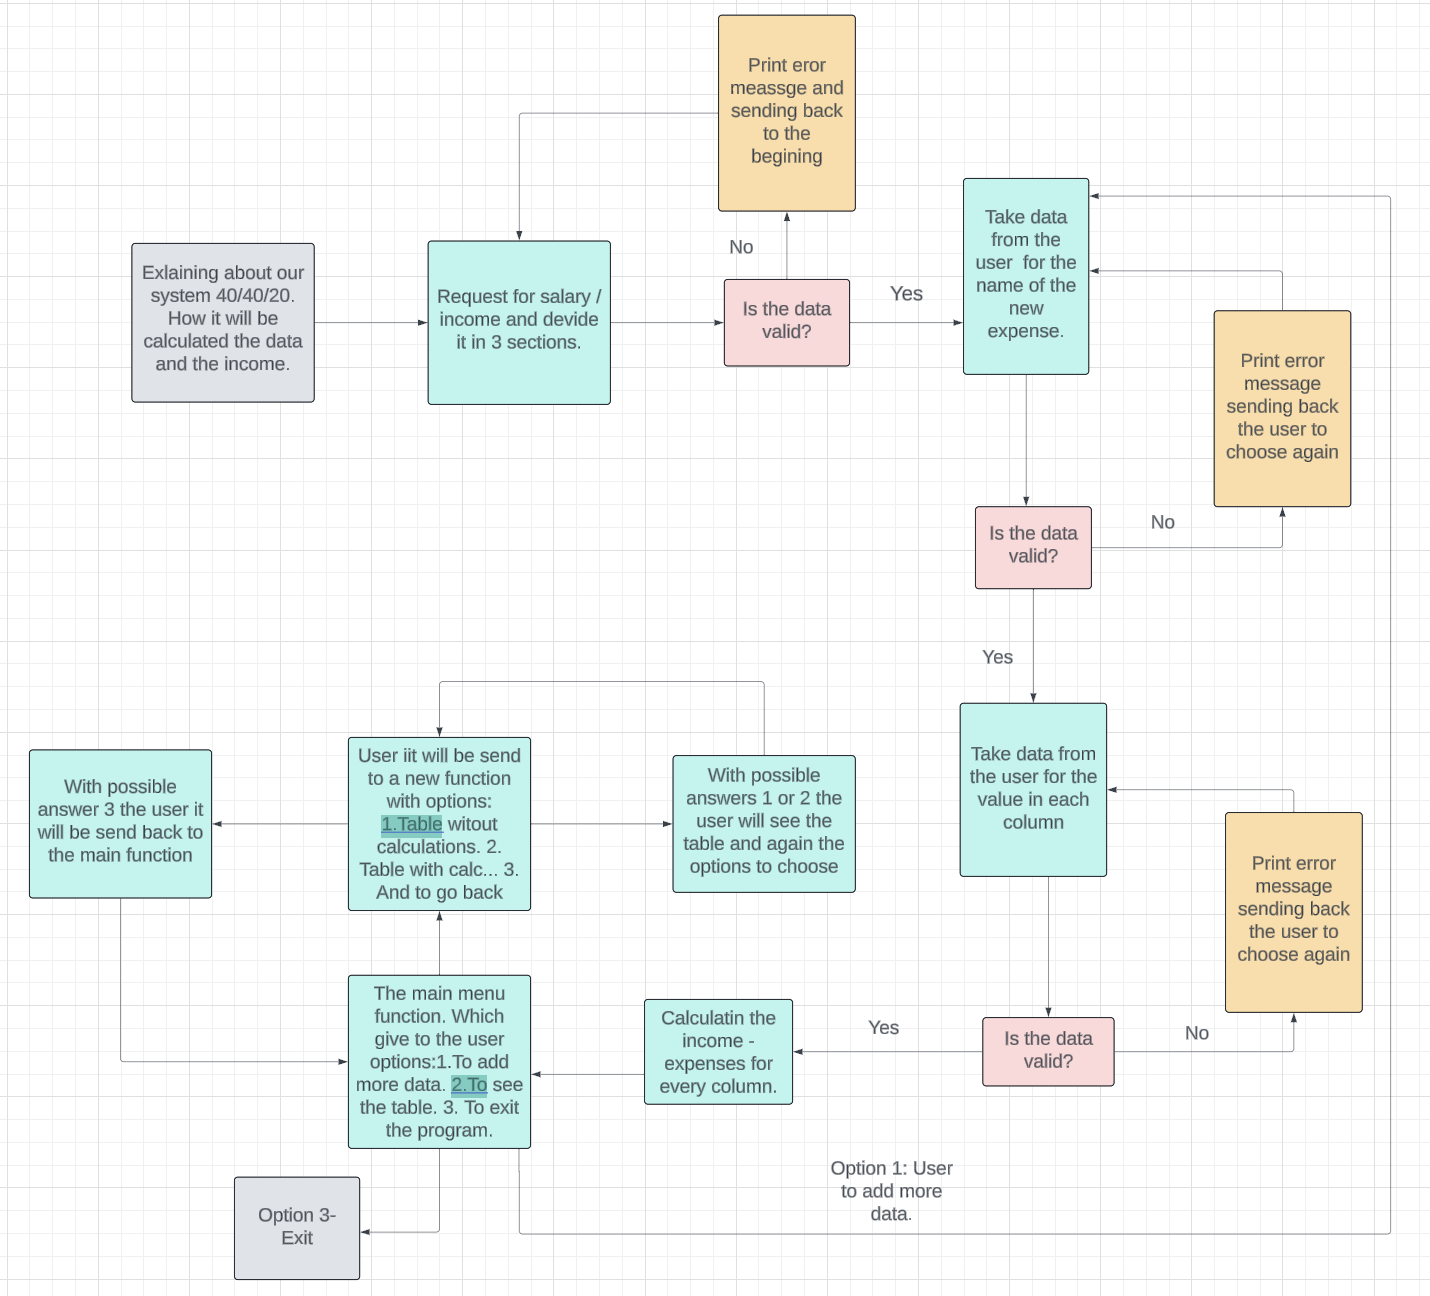 Print eror
meassge and
sending back
to the
begining
No
Exlaining about our
system 40/40/20.
How it will be
calculated the data
and the income.
Request for salary /
income and devide
it in 3 sections.
Is the data
valid?
Yes
Take data
from the
user  for the
name of the
new
expense.
Print error
message
sending back
the user to
choose again
Is the data
valid?
No
Yes
Take data from
the user for the
value in each
column
Print error
message
sending back
the user to
choose again
Is the data
valid?
No
Yes
Calculatin the
income -
expenses for
every column.
With possible
answer 3 the user it
will be send back to
the main function
User iit will be send
to a new function
with options:
1.Table witout
calculations. 2.
Table with calc... 3.
And to go back
With possible
answers 1 or 2 the
user will see the
table and again the
options to choose
The main menu
function. Which
give to the user
options:1.To add
more data. 2.To see
the table. 3. To exit
the program.
Option 1: User
to add more
data.
Option 3-
Exit